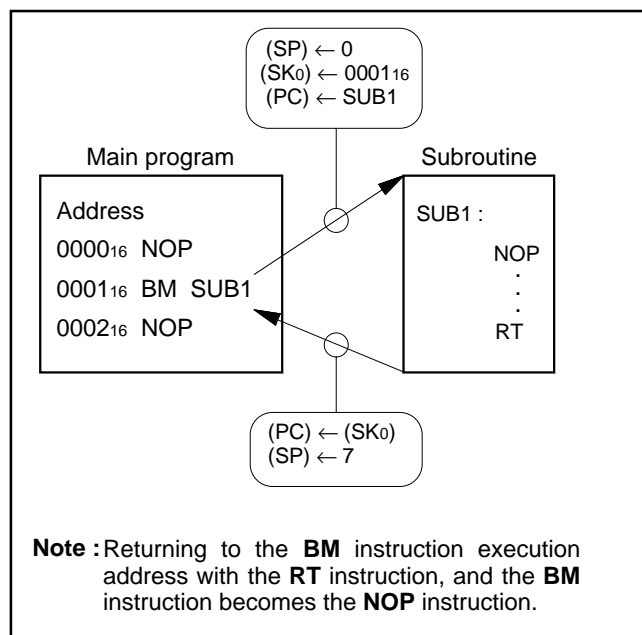 (SP) ← 0
(SK₀) ← 0001₁₆
(PC) ← SUB1
Main program
Subroutine
Address
0000₁₆ NOP
0001₁₆ BM SUB1
0002₁₆ NOP
SUB1 :
NOP
.
.
.
RT
(PC) ← (SK₀)
(SP) ← 7
Note : Returning to the BM instruction execution
address with the RT instruction, and the BM
instruction becomes the NOP instruction.